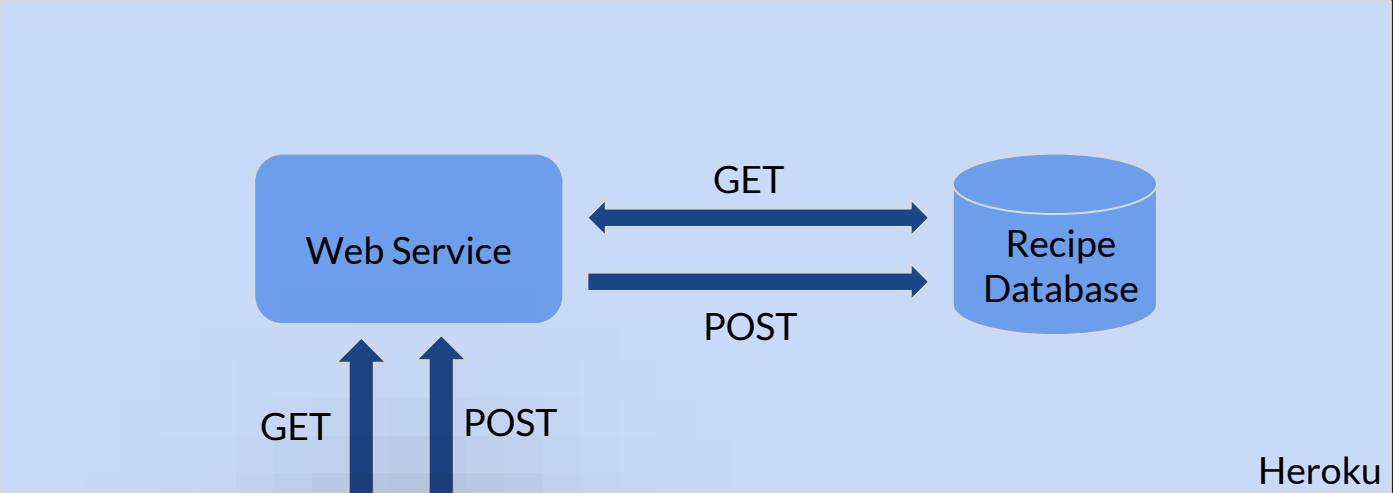 GET
Web Service
Recipe
Database
POST
GET
POST
Heroku